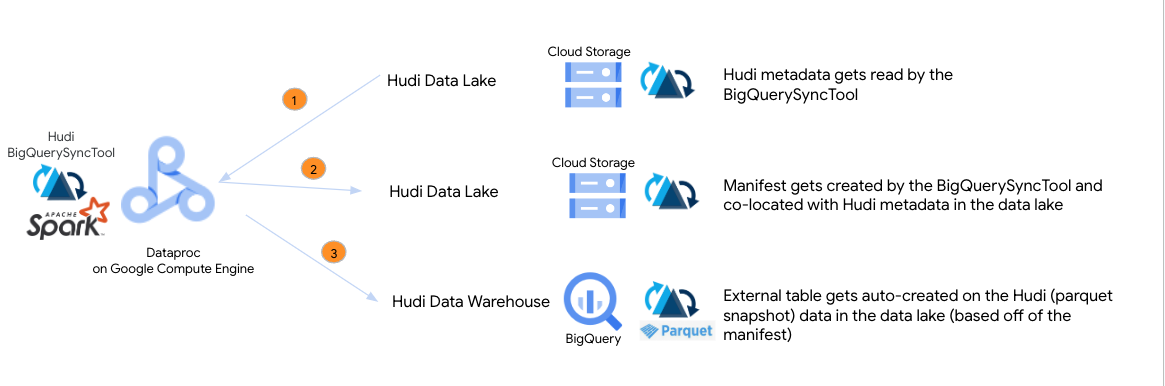 Hudi
BigQuerySyncTool
APACHE
Spark
Dataproc
on Google Compute Engine
1
2
3
Hudi Data Lake
Cloud Storage
Hudi metadata gets read by the
BigQuerySyncTool
Hudi Data Lake
Cloud Storage
Manifest gets created by the BigQuerySyncTool and
co-located with Hudi metadata in the data lake
Hudi Data Warehouse
BigQuery
Parquet
External table gets auto-created on the Hudi (parquet
snapshot) data in the data lake (based off of the
manifest)